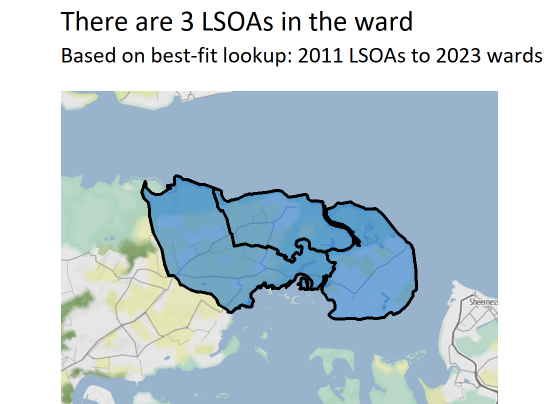 There are 3 LSOAs in the ward
Based on best-fit lookup: 2011 LSOAs to 2023 wards
Sheerness